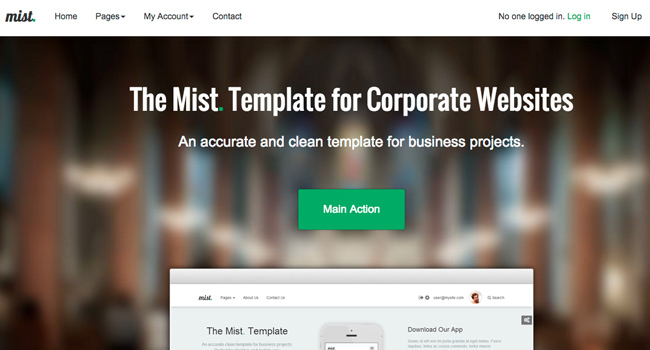 mist. Home Pages My Account Contact No one logged in. Log in Sign Up
The Mist. Template for Corporate Websites
An accurate and clean template for business projects.
Main Action
mist. Pages About Us Contact Us user@mysite.com Search
The Mist. Template Download Our App
An accurate clean template for business projects.
mist.